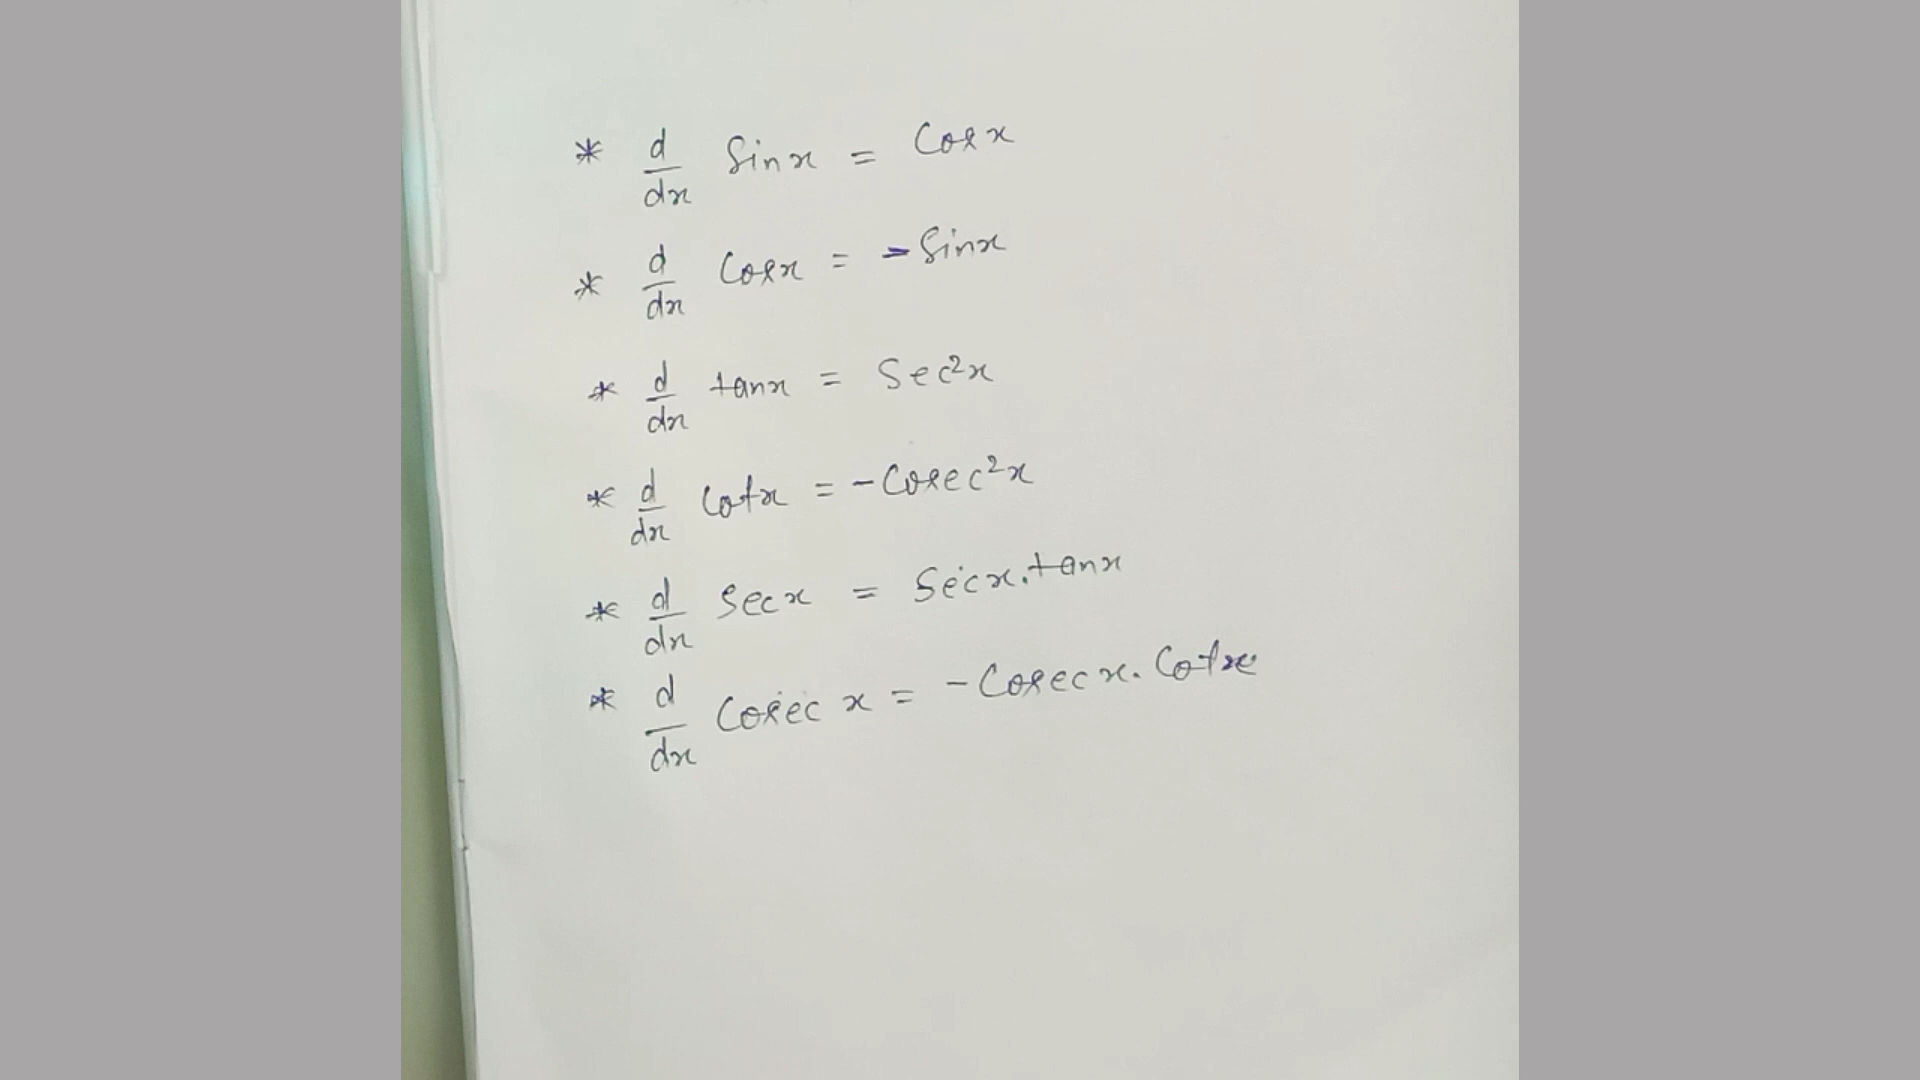 * d/dx Sinx = Cosx
* d/dx Cosx = -Sinx
* d/dx tanx = Sec²x
* d/dx Cotx = -Cosec²x
* d/dx Secx = Secx.tanx
* d/dx Cosec x = -Cosecx.Cotx